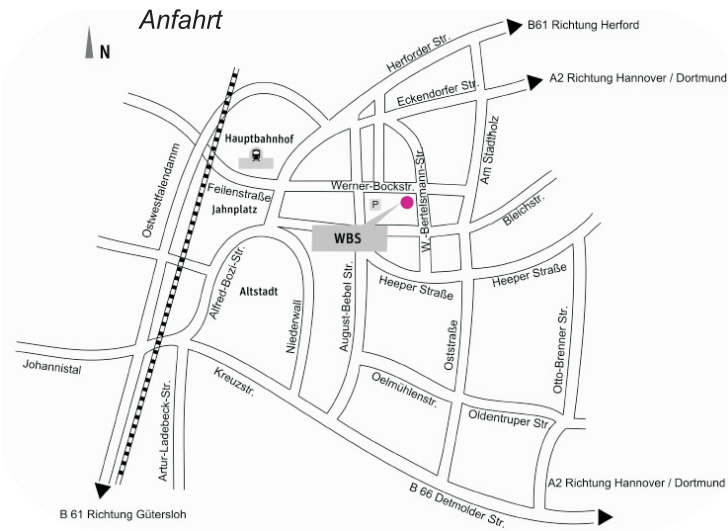 Anfahrt
N
B61 Richtung Herford
Herforder Str.
A2 Richtung Hannover / Dortmund
Eckendorfer Str.
Hauptbahnhof
Am Stadtholz
Ostwestfalendamm
Werner-Bockstr.
W.-Bertelsmann-Str.
Feilenstraße
Jahnplatz
P
Bleichstr.
WBS
Alfred-Bozi-Str.
Altstadt
Niederwall
August-Bebel Str.
Heeper Straße
Heeper Straße
Oststraße
Otto-Brenner Str.
Johannistal
Kreuzstr.
Oelmühlenstr.
Artur-Ladebeck-Str.
Oldentruper Str.
A2 Richtung Hannover / Dortmund
B 66 Detmolder Str.
B 61 Richtung Gütersloh